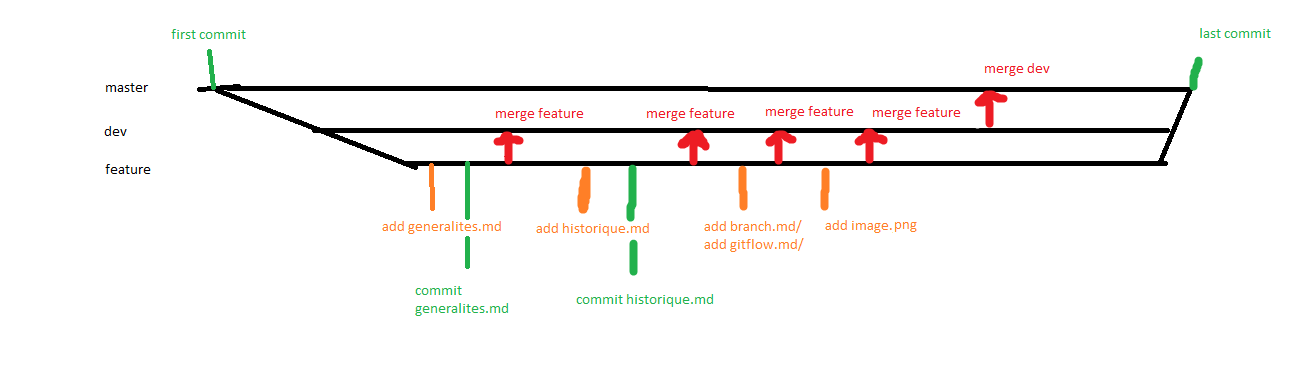 first commit
last commit
merge dev
master
merge feature
merge feature
merge feature
merge feature
dev
feature
add generalites.md
add historique.md
add branch.md/
add gitflow.md/
add image.png
commit
generalites.md
commit historique.md